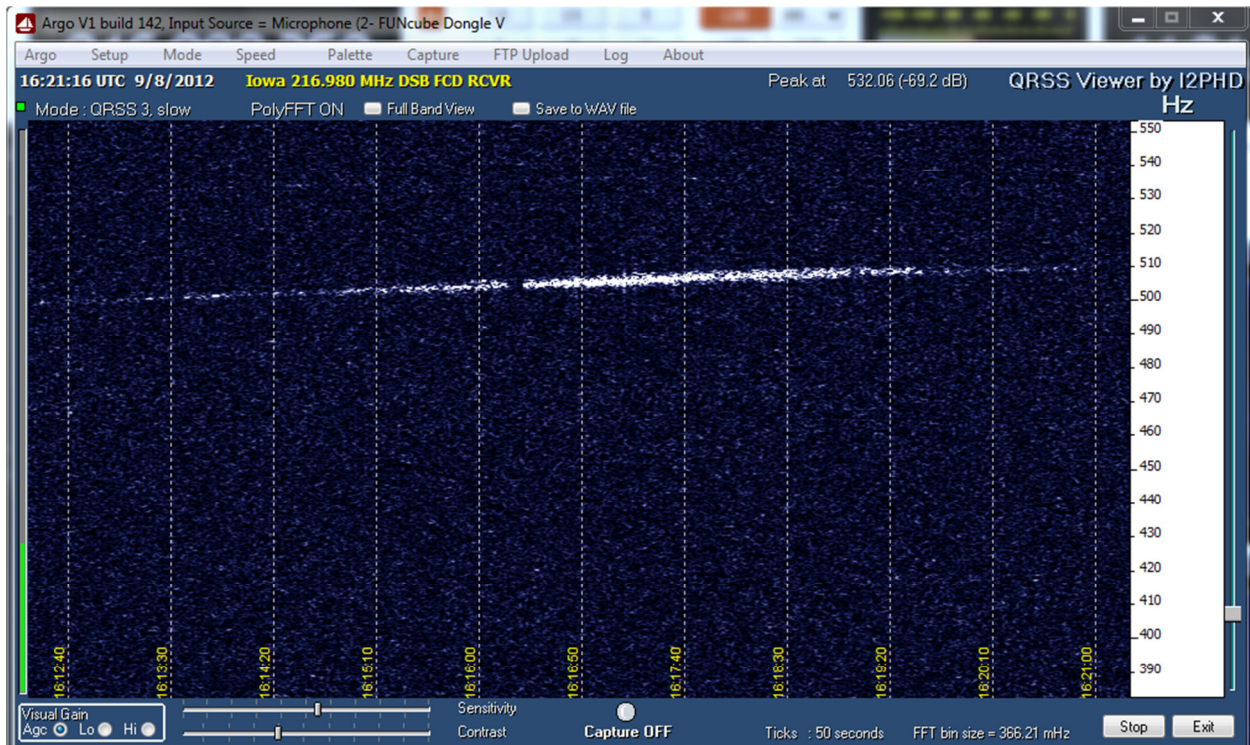 Argo V1 build 142, Input Source = Microphone (2- FUNcube Dongle V
Argo Setup Mode Speed Palette Capture FTP Upload Log About
16:21:16 UTC 9/8/2012 Iowa 216.980 MHz DSB FCD RCVR Peak at 532.06 (-69.2 dB) QRSS Viewer by I2PHD
Mode : QRSS 3, slow PolyFFT ON Full Band View Save to WAV file Hz
550
540
530
520
510
500
490
480
470
460
450
440
430
420
410
400
390
16:12:40 16:13:30 16:14:20 16:15:10 16:16:00 16:16:50 16:17:40 16:18:30 16:19:20 16:20:10 16:21:00
Visual Gain Sensitivity
Agc Lo Hi Contrast Capture OFF Ticks : 50 seconds FFT bin size = 366.21 mHz Stop Exit